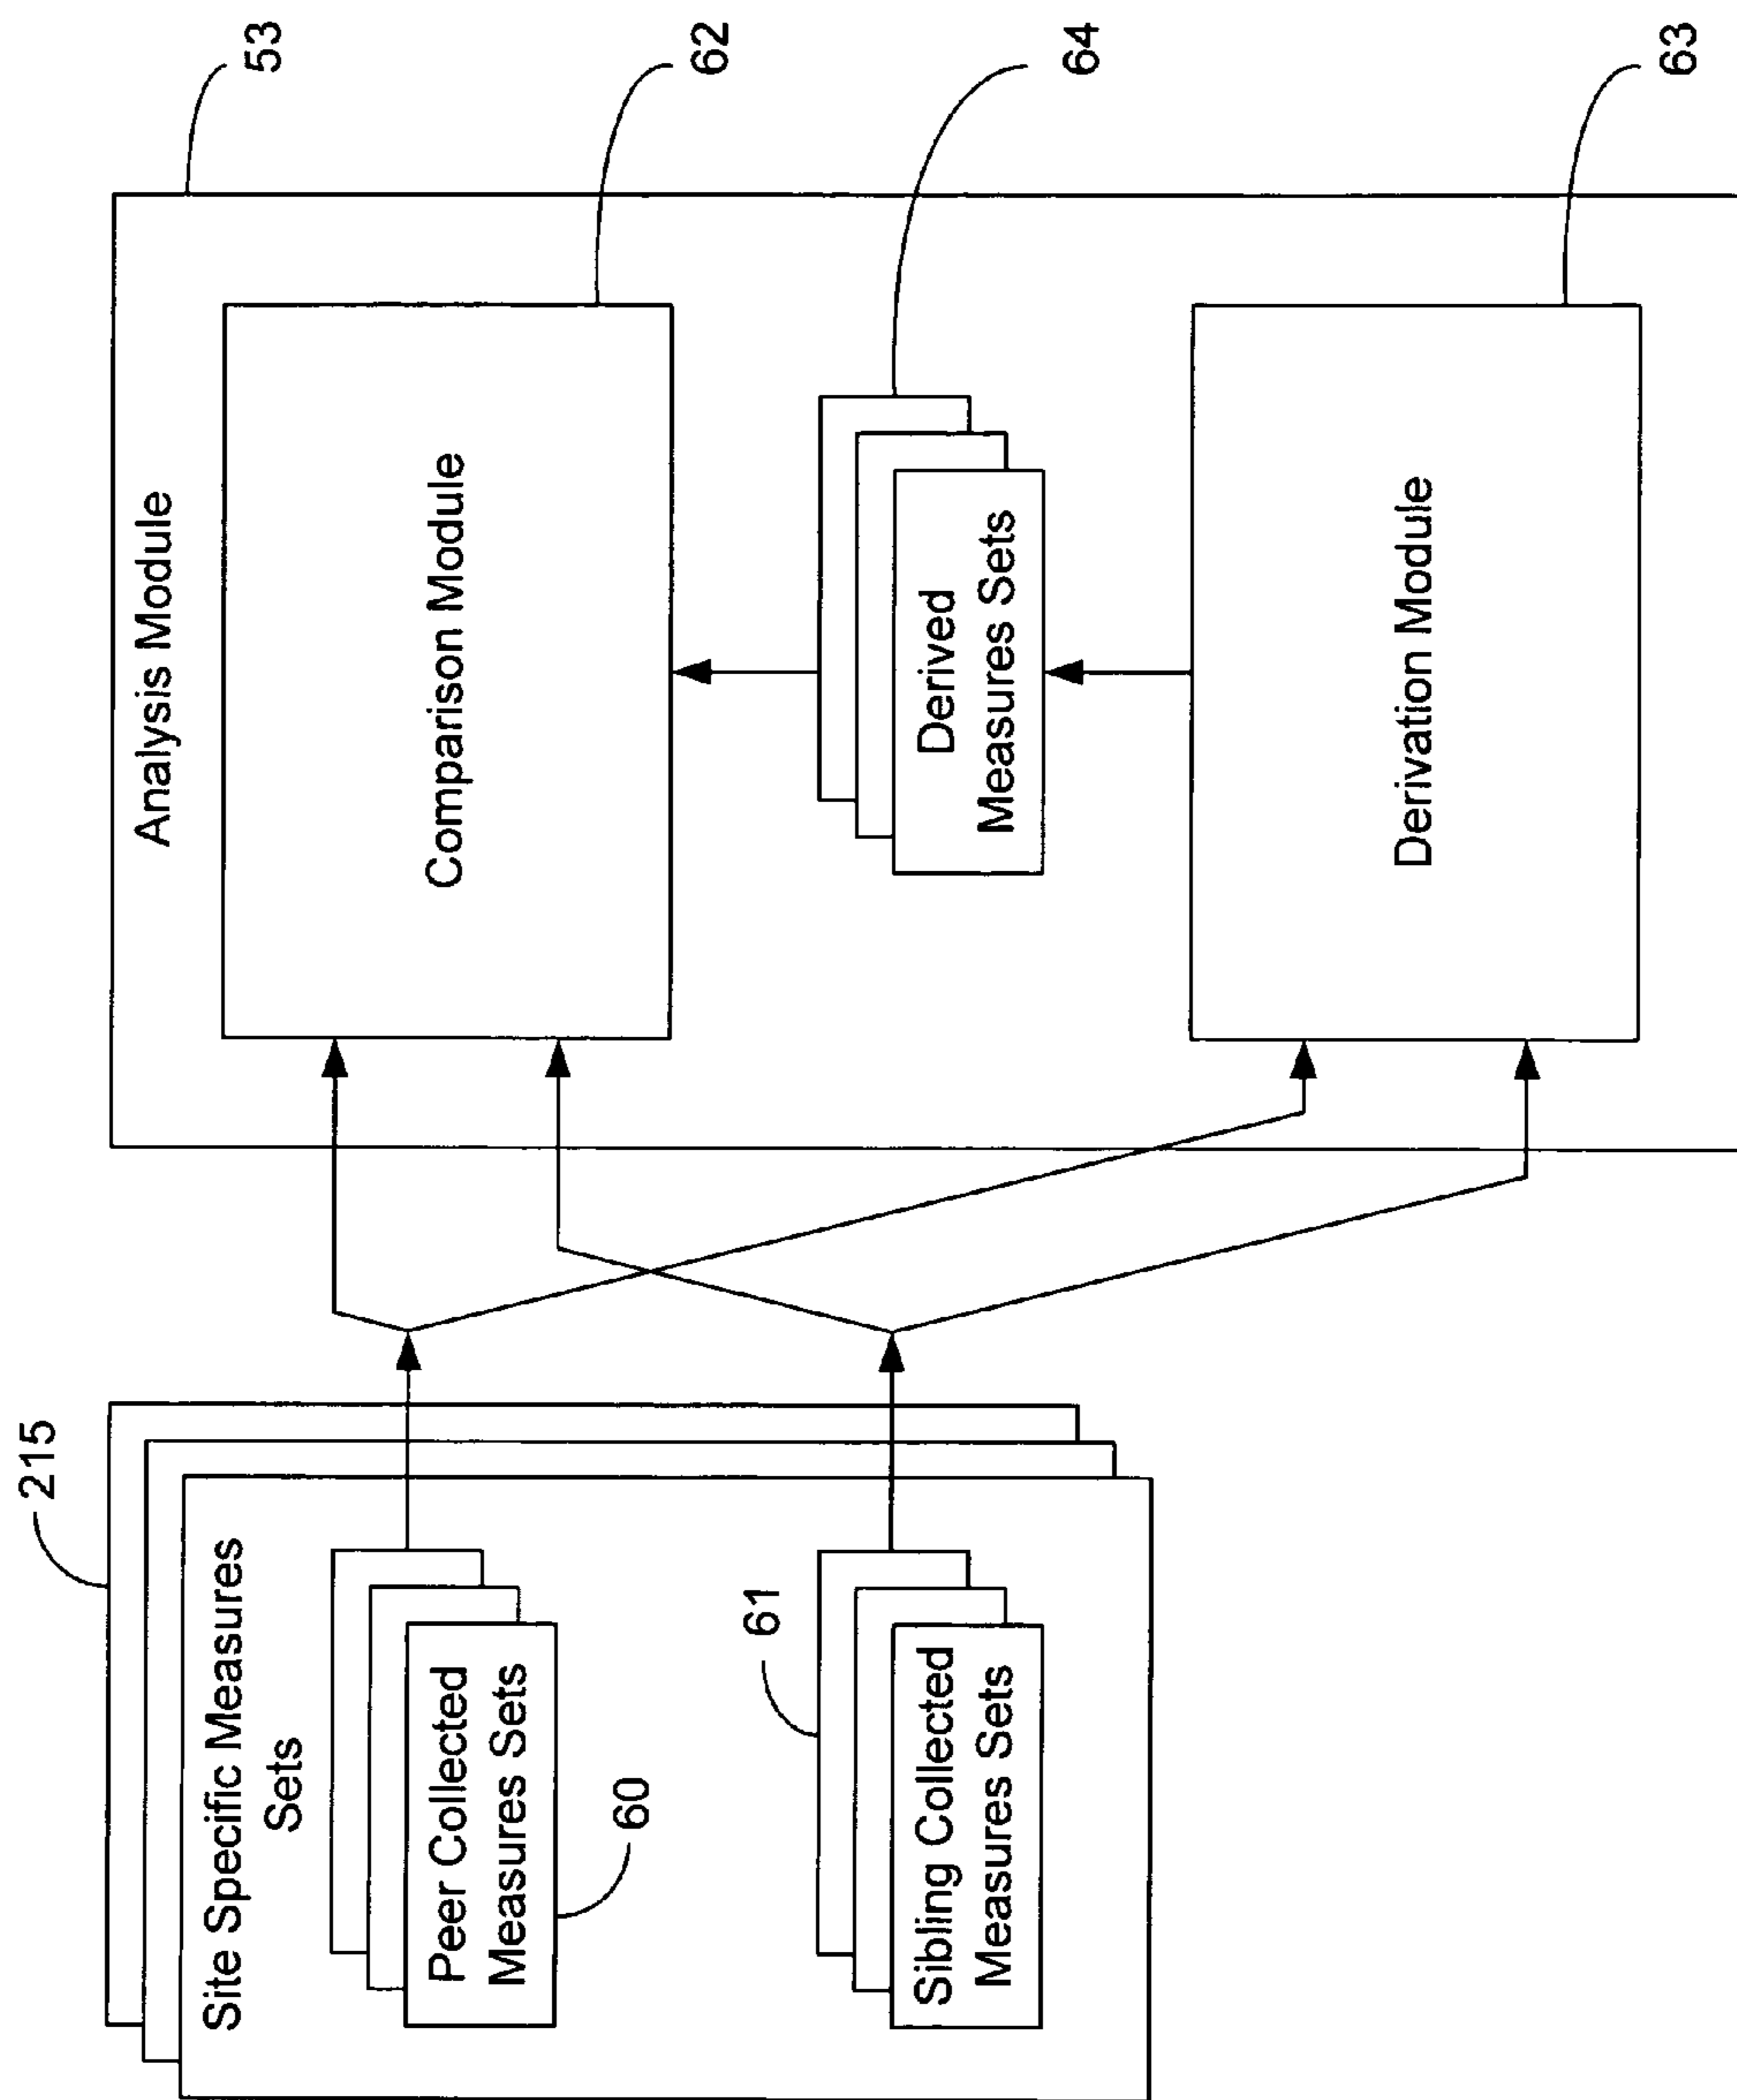 215
Site Specific Measures
Sets
Peer Collected
Measures Sets
60
61
Sibling Collected
Measures Sets
53
Analysis Module
Comparison Module
62
Derived
Measures Sets
64
Derivation Module
63